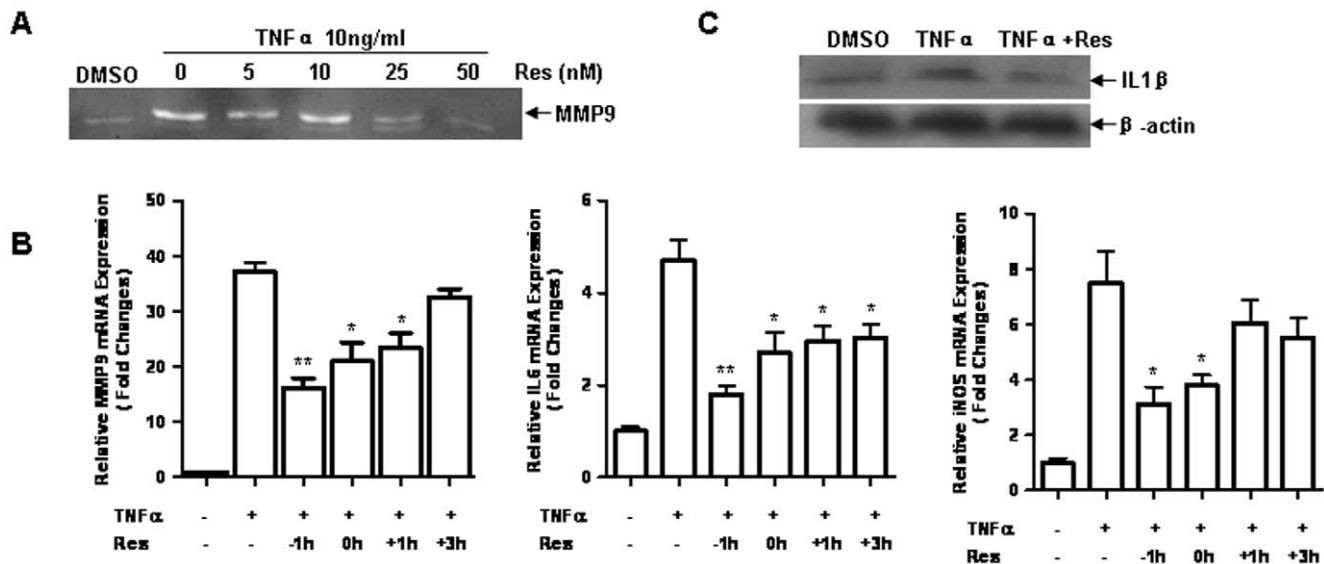 A
TNFα 10ng/ml
DMSO 0 5 10 25 50 Res (nM)
MMP9
C
DMSO TNFα TNFα +Res
IL1β
β -actin
B
Relative MMP9 mRNA Expression
( Fold Changes)
50
40
30
20
10
0
**
*
*
TNFα - + + + + +
Res - - -1h 0h +1h +3h
Relative IL6 mRNA Expression
(Fold Changes)
6
4
2
0
**
*
*
*
TNFα - + + + + +
Res - - -1h 0h +1h +3h
Relative iNOS mRNA Expression
( Fold Changes)
10
8
6
4
2
0
*
*
TNFα - + + + + +
Res - - -1h 0h +1h +3h